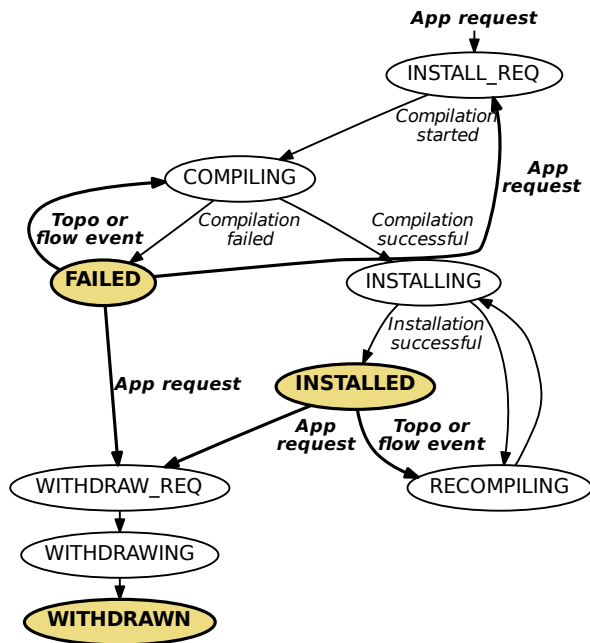 App request
INSTALL_REQ
Compilation
started
App
request
COMPILING
Topo or
flow event
Compilation
failed
Compilation
successful
FAILED
INSTALLING
Installation
successful
App request
INSTALLED
App
request
Topo or
flow event
WITHDRAW_REQ
RECOMPILING
WITHDRAWING
WITHDRAWN